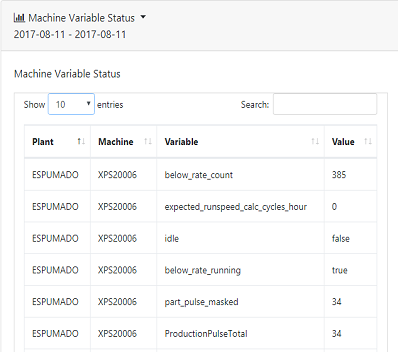 Machine Variable Status
2017-08-11 - 2017-08-11
Machine Variable Status
Show 10 entries Search:
Plant Machine Variable Value
ESPUMADO XPS20006 below_rate_count 385
ESPUMADO XPS20006 expected_runspeed_calc_cycles_hour 0
ESPUMADO XPS20006 idle false
ESPUMADO XPS20006 below_rate_running true
ESPUMADO XPS20006 part_pulse_masked 34
ESPUMADO XPS20006 ProductionPulseTotal 34